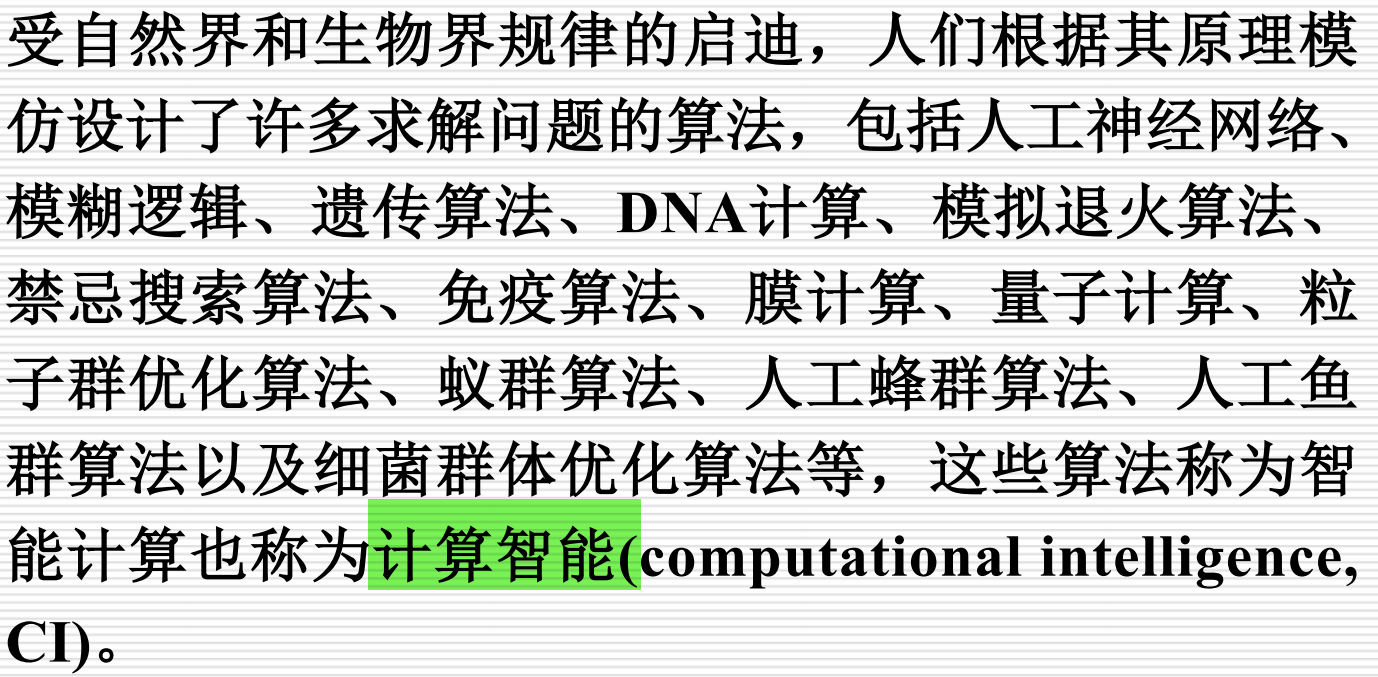 受自然界和生物界规律的启迪，人们根据其原理模
仿设计了许多求解问题的算法，包括人工神经网络、
模糊逻辑、遗传算法、DNA计算、模拟退火算法、
禁忌搜索算法、免疫算法、膜计算、量子计算、粒
子群优化算法、蚁群算法、人工蜂群算法、人工鱼
群算法以及细菌群体优化算法等，这些算法称为智
能计算也称为计算智能(computational intelligence,
CI)。